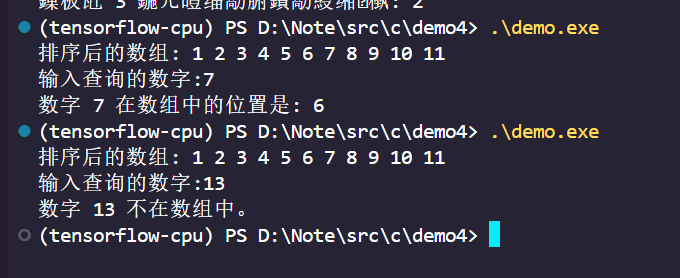 3 : 2
(tensorflow-cpu) PS D:\Note\src\c\demo4> .\demo.exe
排序后的数组: 1 2 3 4 5 6 7 8 9 10 11
输入查询的数字:7
数字 7 在数组中的位置是: 6
(tensorflow-cpu) PS D:\Note\src\c\demo4> .\demo.exe
排序后的数组: 1 2 3 4 5 6 7 8 9 10 11
输入查询的数字:13
数字 13 不在数组中。
(tensorflow-cpu) PS D:\Note\src\c\demo4>